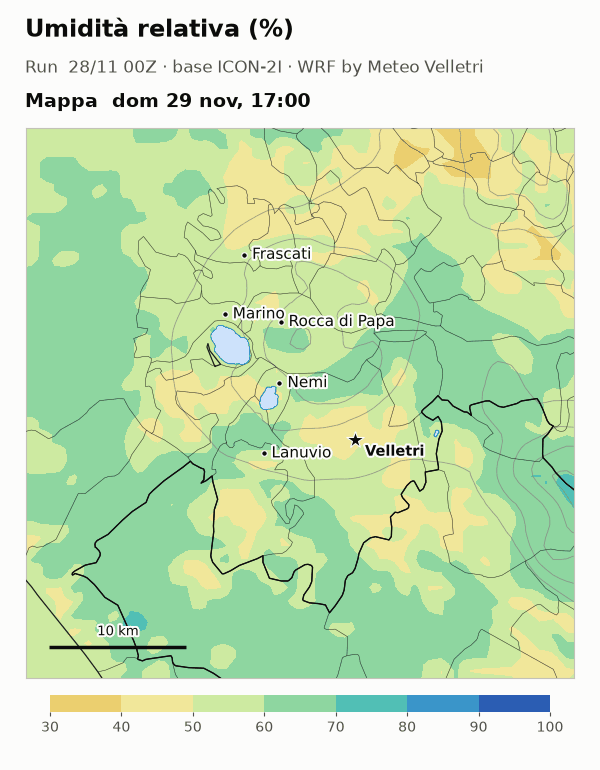 Umidità relativa (%)
Run  28/11 00Z · base ICON-2I · WRF by Meteo Velletri
Mappa  dom 29 nov, 17:00
Frascati
Marino
Rocca di Papa
Nemi
Velletri
Lanuvio
10 km
30 40 50 60 70 80 90 100